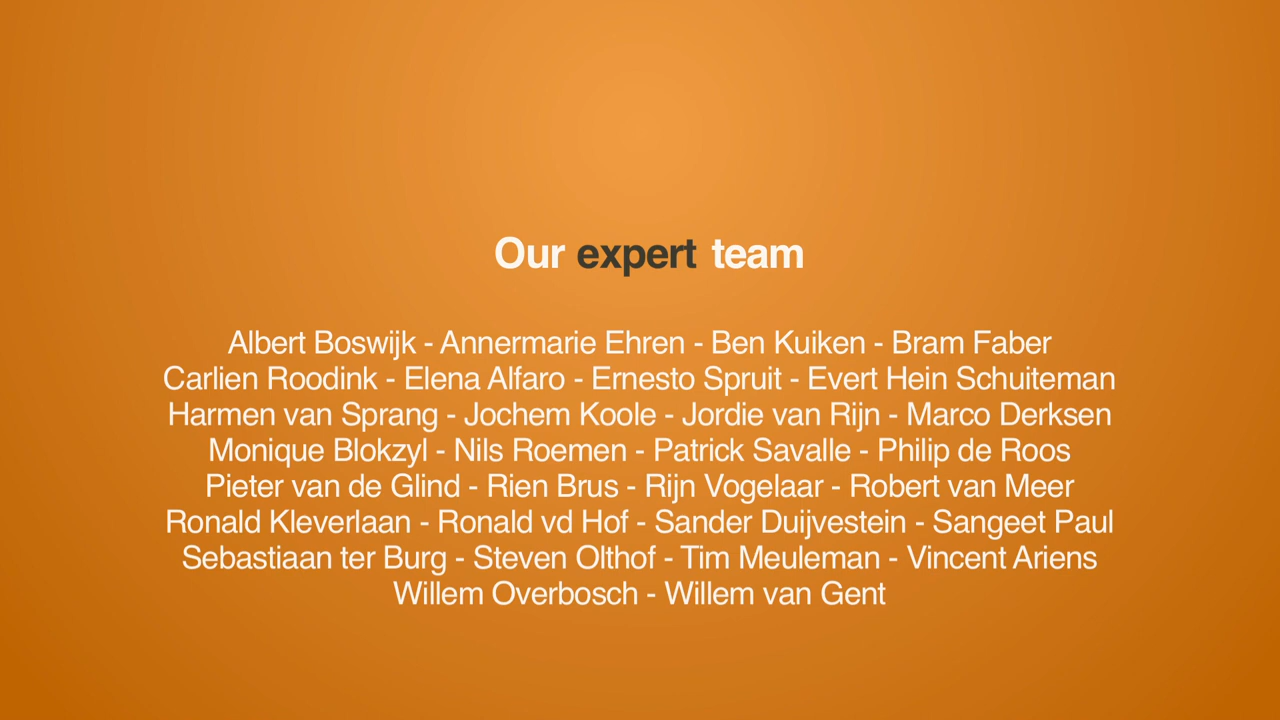 Our expert team
Albert Boswijk - Annermarie Ehren - Ben Kuiken - Bram Faber
Carlien Roodink - Elena Alfaro - Ernesto Spruit - Evert Hein Schuiteman
Harmen van Sprang - Jochem Koole - Jordie van Rijn - Marco Derksen
Monique Blokzyl - Nils Roemen - Patrick Savalle - Philip de Roos
Pieter van de Glind - Rien Brus - Rijn Vogelaar - Robert van Meer
Ronald Kleverlaan - Ronald vd Hof - Sander Duijvestein - Sangeet Paul
Sebastiaan ter Burg - Steven Olthof - Tim Meuleman - Vincent Ariens
Willem Overbosch - Willem van Gent